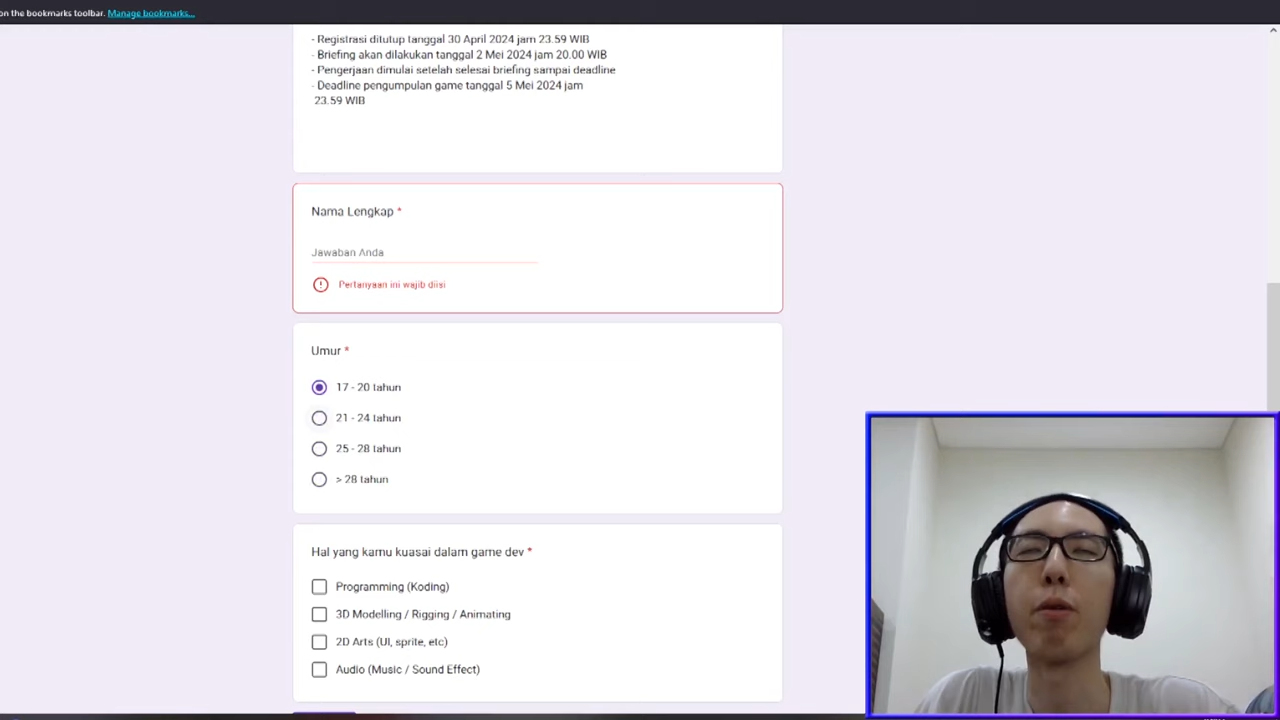 on the bookmarks toolbar. Manage bookmarks...
- Registrasi ditutup tanggal 30 April 2024 jam 23.59 WIB
- Briefing akan dilakukan tanggal 2 Mei 2024 jam 20.00 WIB
- Pengerjaan dimulai setelah selesai briefing sampai deadline
- Deadline pengumpulan game tanggal 5 Mei 2024 jam
23.59 WIB
Nama Lengkap *
Jawaban Anda
Pertanyaan ini wajib diisi
Umur *
17 - 20 tahun
21 - 24 tahun
25 - 28 tahun
> 28 tahun
Hal yang kamu kuasai dalam game dev *
Programming (Koding)
3D Modelling / Rigging / Animating
2D Arts (UI, sprite, etc)
Audio (Music / Sound Effect)